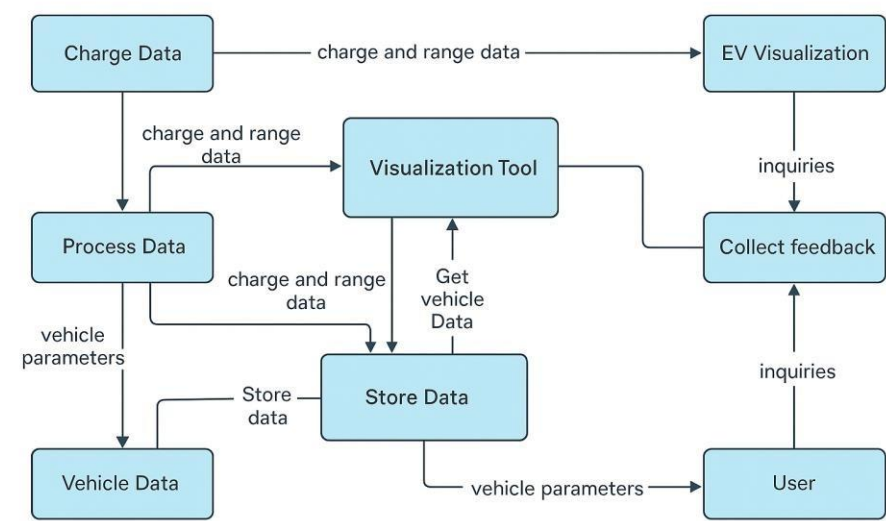 Charge Data
charge and range data
EV Visualization
charge and range
data
Visualization Tool
inquiries
Process Data
Collect feedback
charge and range
data
Get
vehicle
Data
vehicle
parameters
inquiries
Store
data
Store Data
Vehicle Data
vehicle parameters
User